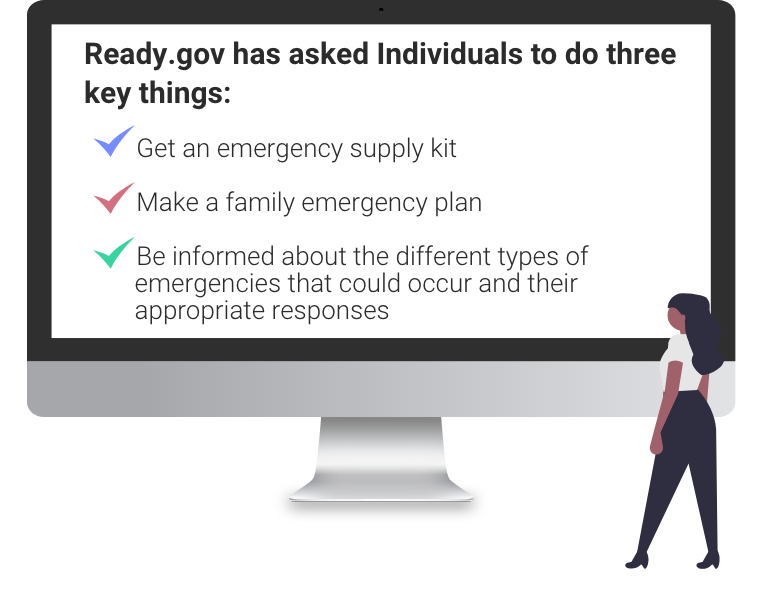 Ready.gov has asked Individuals to do three
key things:
Get an emergency supply kit
Make a family emergency plan
Be informed about the different types of
emergencies that could occur and their
appropriate responses